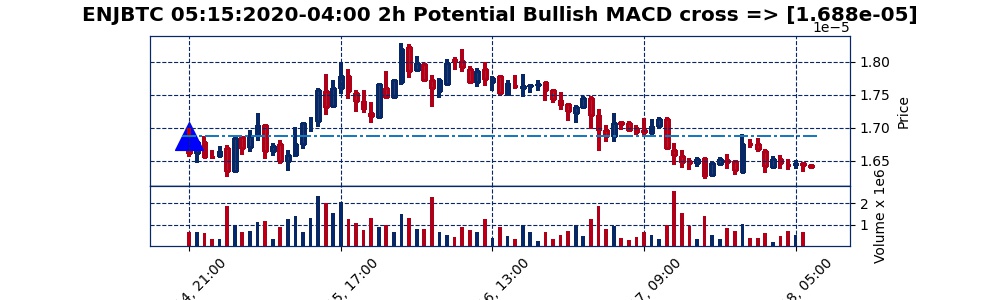 ENJBTC 05:15:2020-04:00 2h Potential Bullish MACD cross => [1.688e-05]
1e−5
1.80
1.75
1.70
1.65
Price
2
1
Volume x 1e6
4, 21:00
5, 17:00
6, 13:00
7, 09:00
8, 05:00